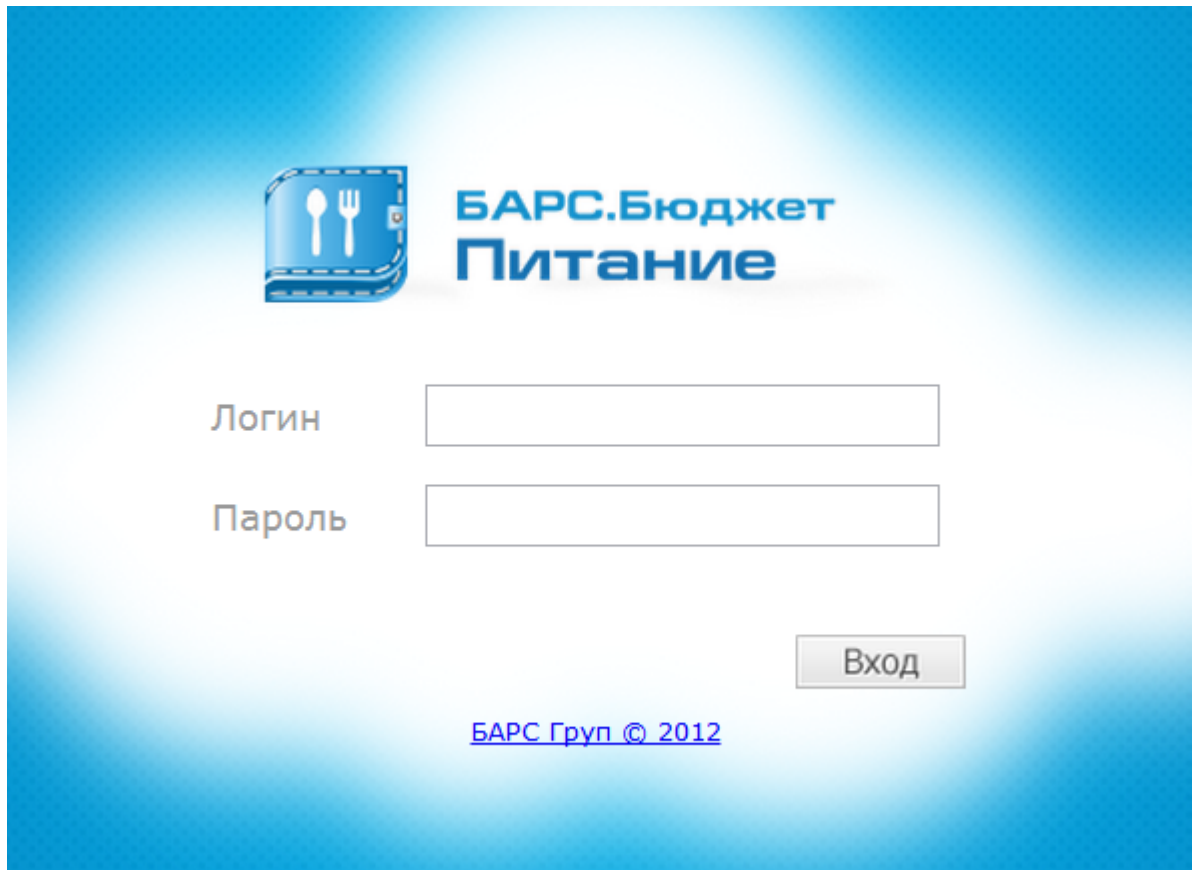 БАРС.Бюджет
Питание
Логин
Пароль
Вход
БАРС Груп © 2012